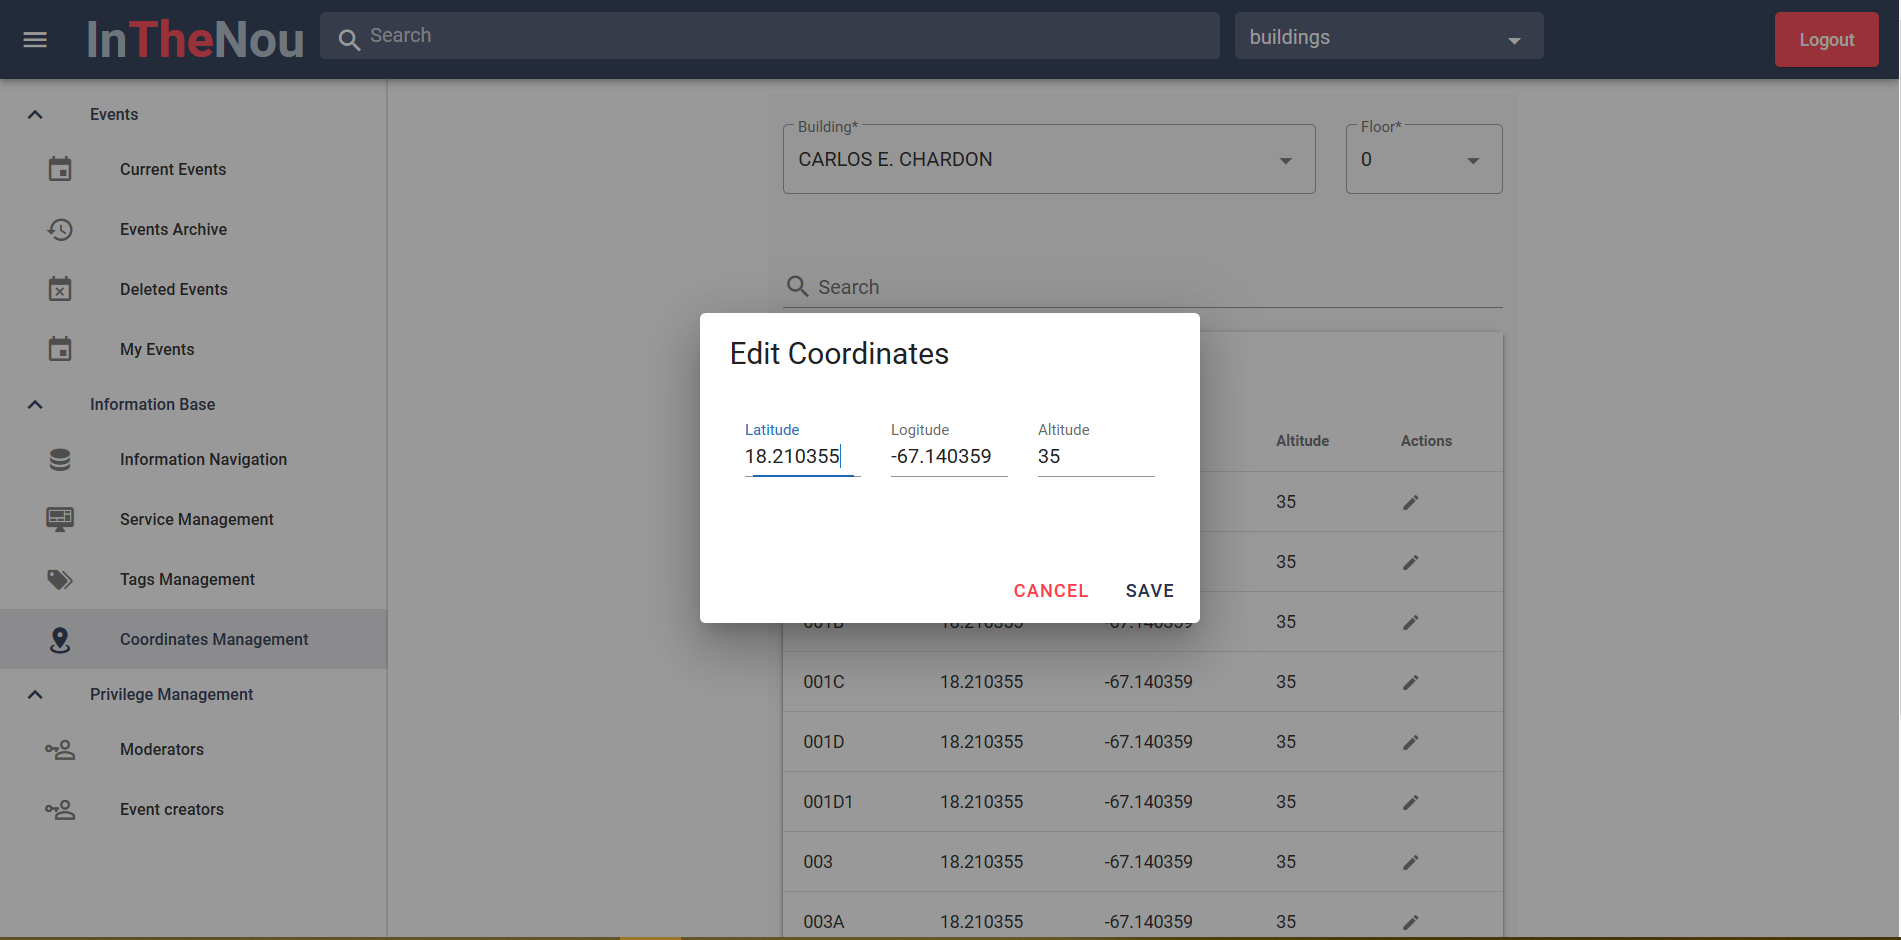 InTheNou
Search
buildings
Logout
Events
Current Events
Events Archive
Deleted Events
My Events
Information Base
Information Navigation
Service Management
Tags Management
Coordinates Management
Privilege Management
Moderators
Event creators
Building*
CARLOS E. CHARDON
Floor*
0
Search
Edit Coordinates
Latitude Logitude Altitude
18.210355 -67.140359 35
CANCEL SAVE
Altitude Actions
35
35
001B 18.210355 -67.140359 35
001C 18.210355 -67.140359 35
001D 18.210355 -67.140359 35
001D1 18.210355 -67.140359 35
003 18.210355 -67.140359 35
003A 18.210355 -67.140359 35